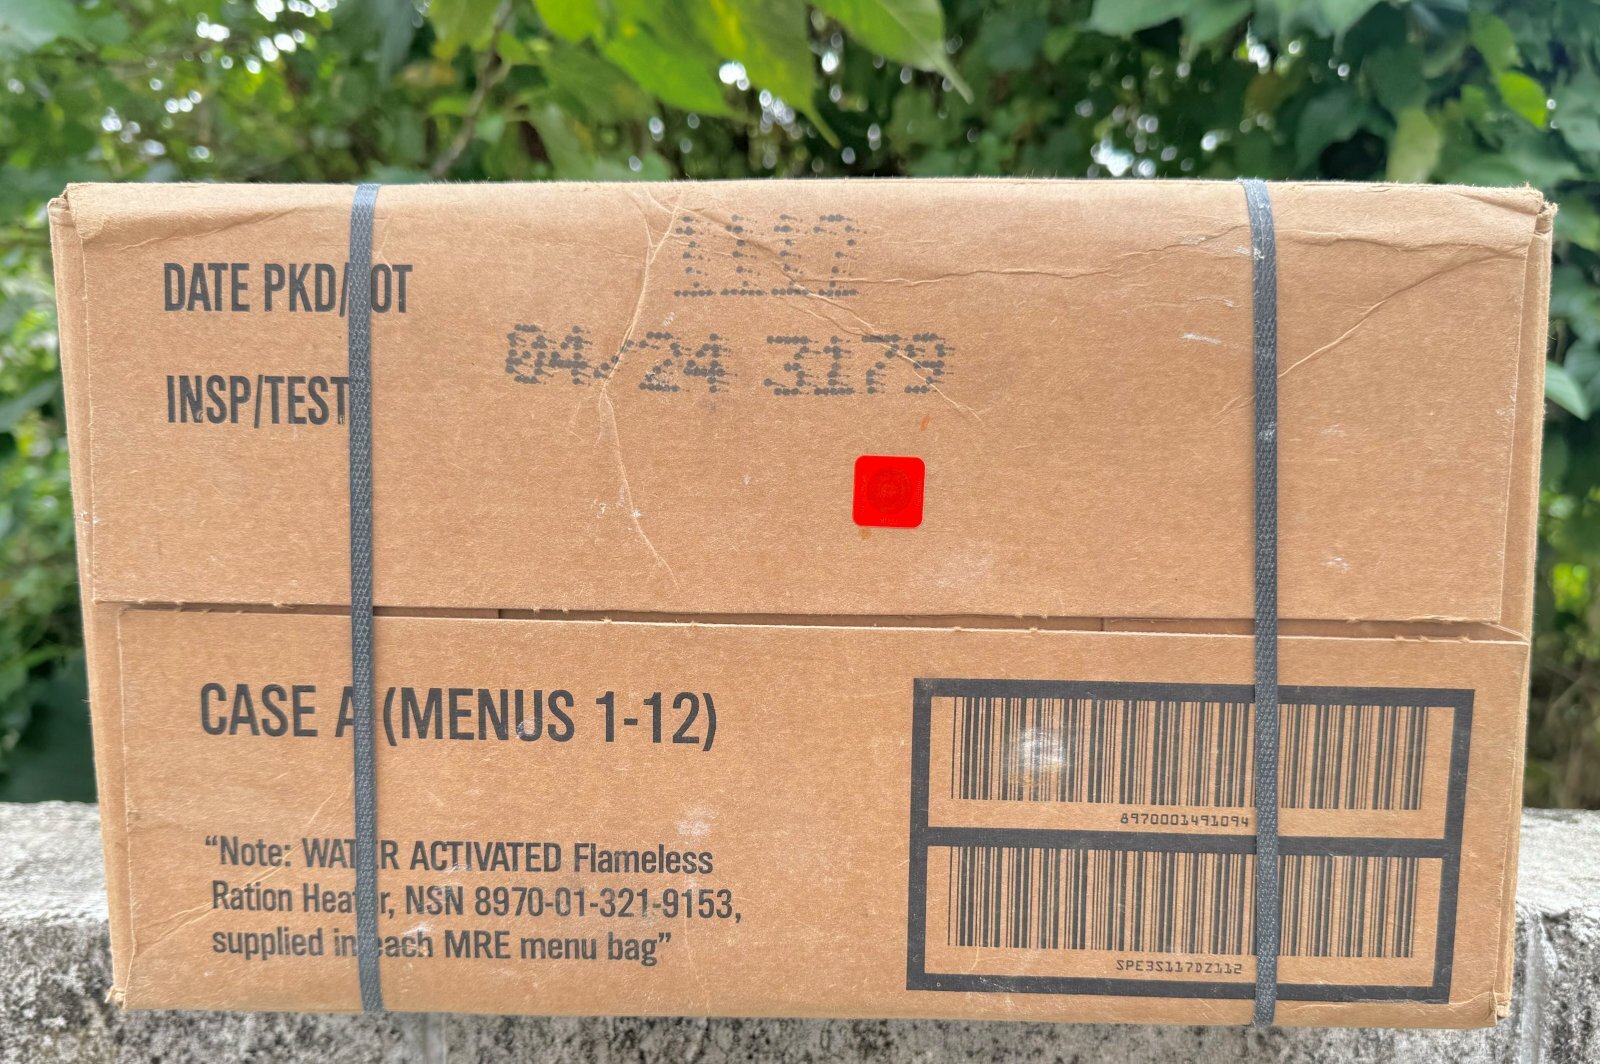 DATE PKD/LOT
04/24 3179
INSP/TEST
CASE A (MENUS 1-12)
“Note: WATER ACTIVATED Flameless
Ration Heater, NSN 8970-01-321-9153,
supplied in each MRE menu bag”
8970001491094
SPE3S117DZ112